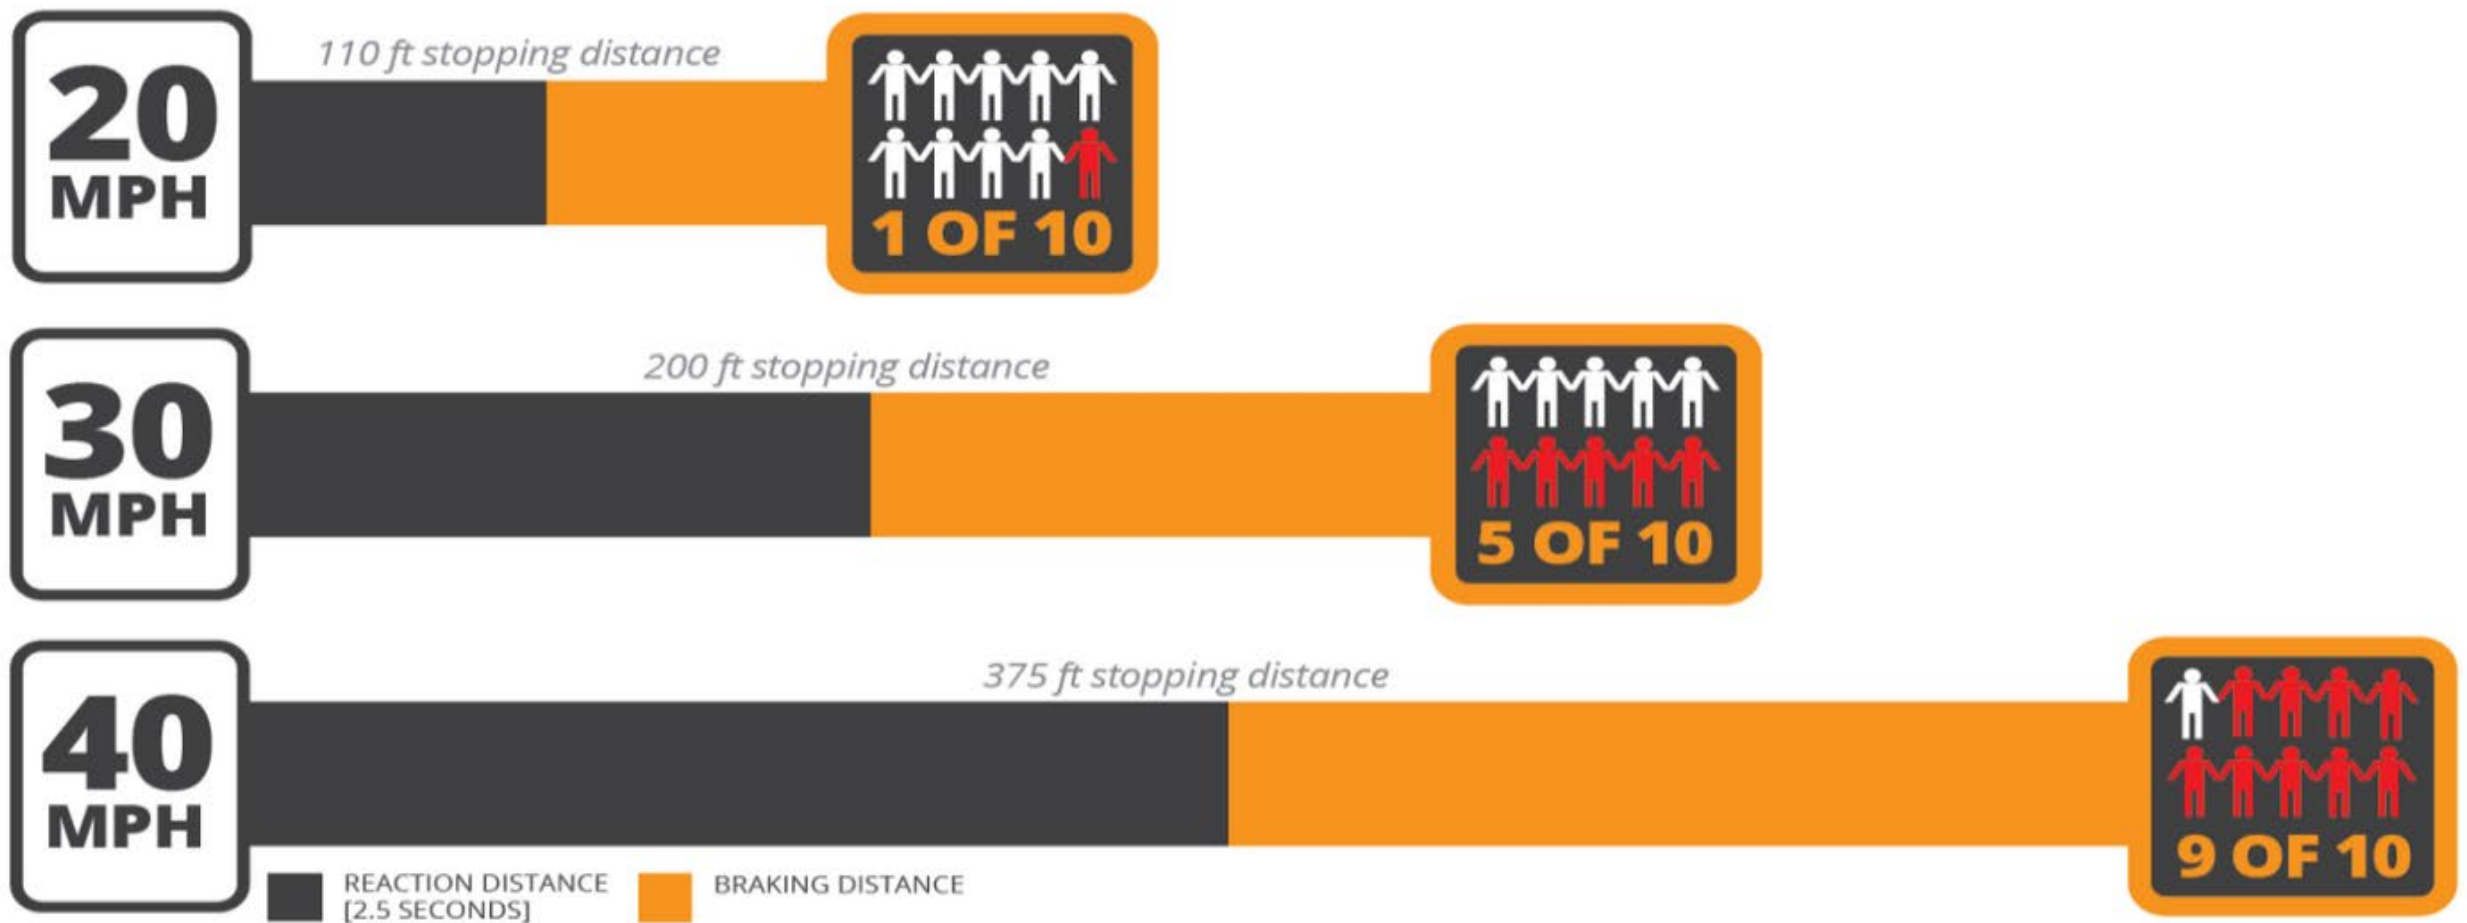 20
MPH
110 ft stopping distance
1 OF 10
30
MPH
200 ft stopping distance
5 OF 10
40
MPH
375 ft stopping distance
9 OF 10
REACTION DISTANCE
[2.5 SECONDS]
BRAKING DISTANCE